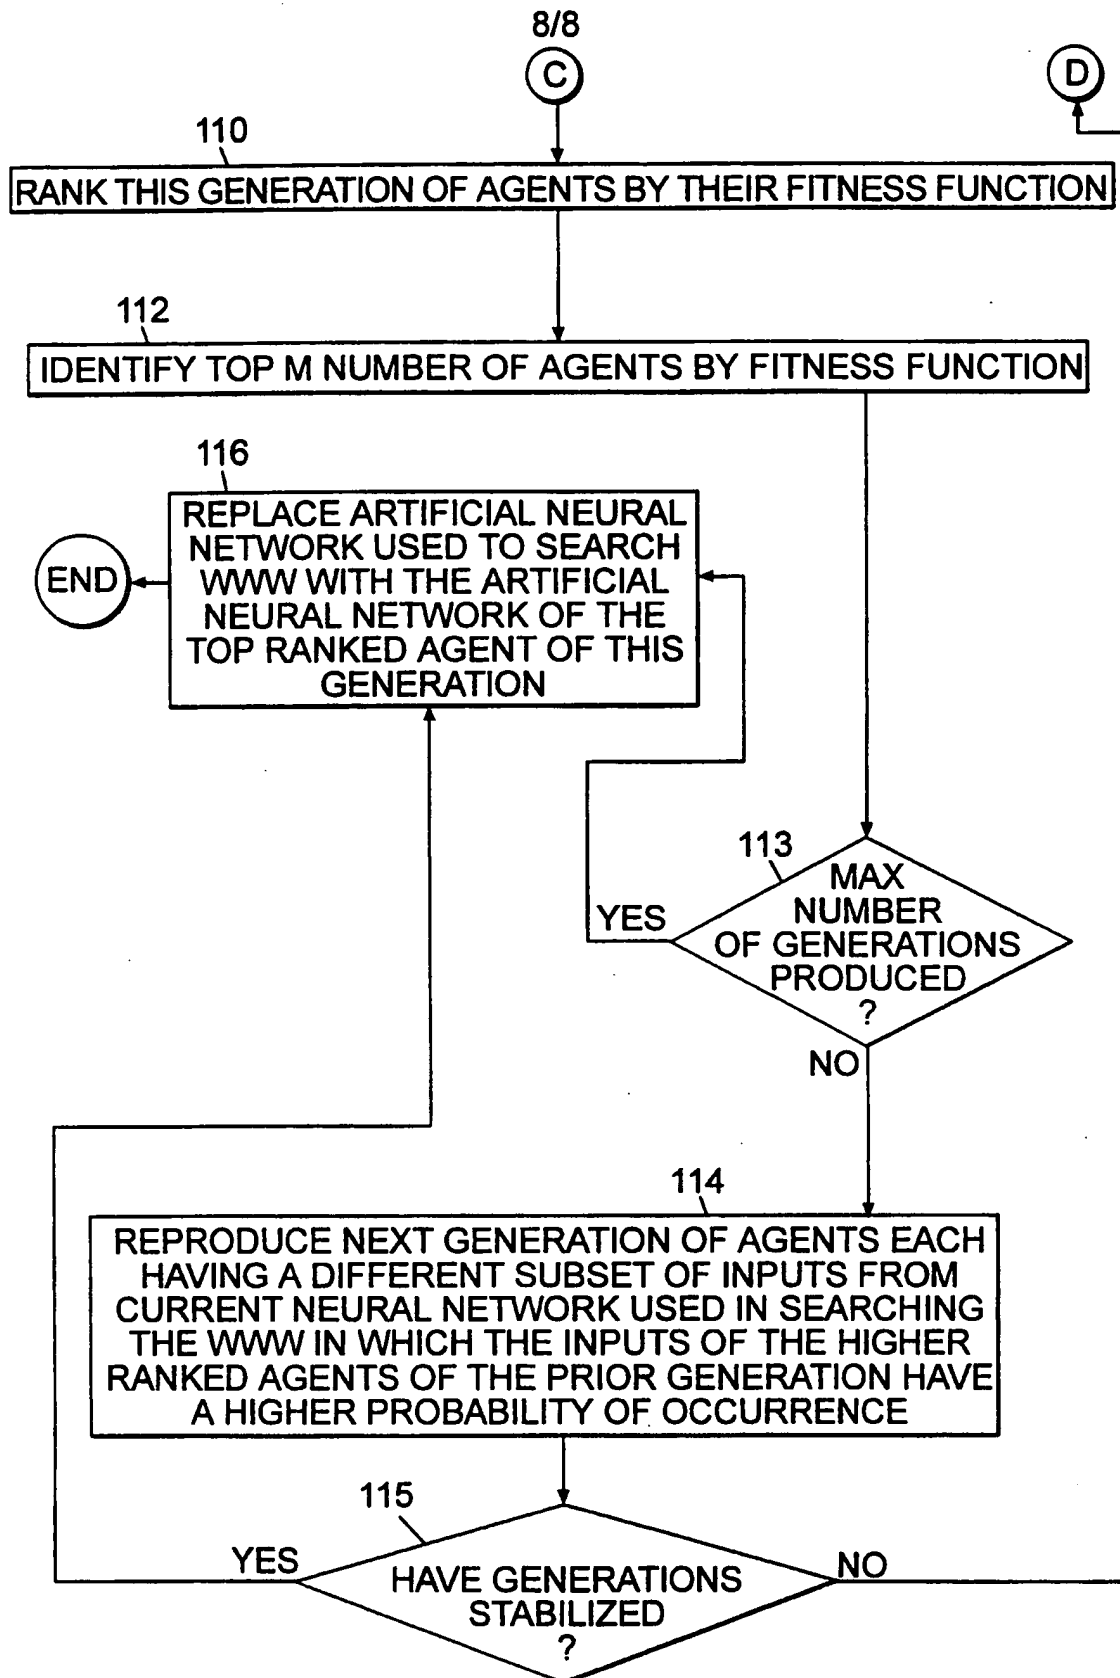 8/8
C
D
110
RANK THIS GENERATION OF AGENTS BY THEIR FITNESS FUNCTION
112
IDENTIFY TOP M NUMBER OF AGENTS BY FITNESS FUNCTION
116
REPLACE ARTIFICIAL NEURAL
NETWORK USED TO SEARCH
WWW WITH THE ARTIFICIAL
NEURAL NETWORK OF THE
TOP RANKED AGENT OF THIS
GENERATION
END
113
MAX
NUMBER
OF GENERATIONS
PRODUCED
?
YES
NO
114
REPRODUCE NEXT GENERATION OF AGENTS EACH
HAVING A DIFFERENT SUBSET OF INPUTS FROM
CURRENT NEURAL NETWORK USED IN SEARCHING
THE WWW IN WHICH THE INPUTS OF THE HIGHER
RANKED AGENTS OF THE PRIOR GENERATION HAVE
A HIGHER PROBABILITY OF OCCURRENCE
115
YES
HAVE GENERATIONS
STABILIZED
?
NO